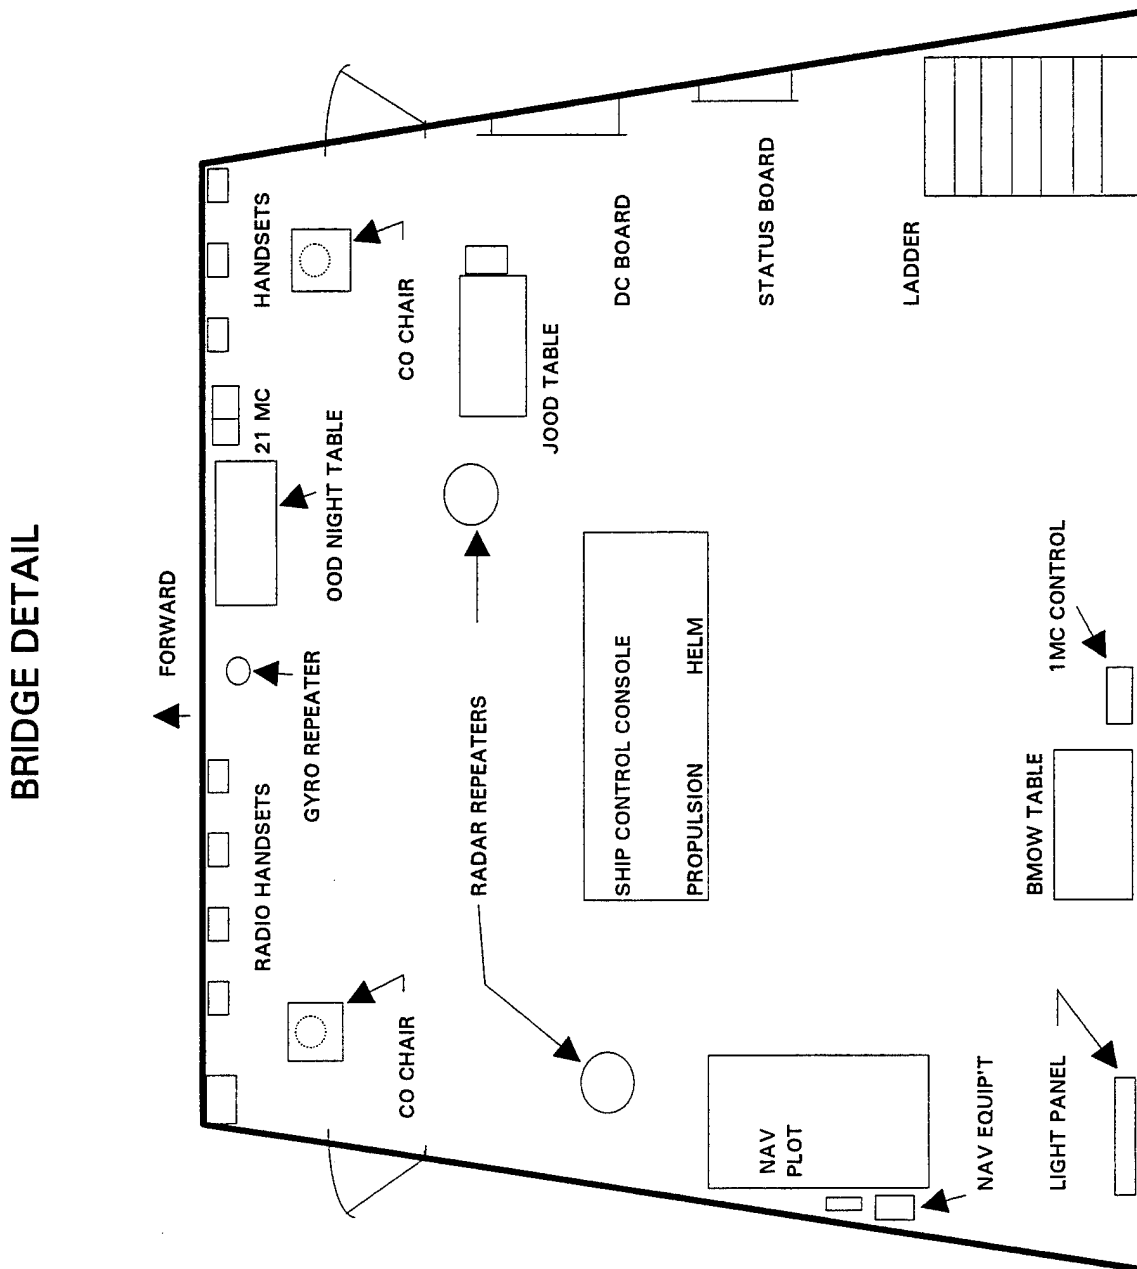 BRIDGE DETAIL
FORWARD
RADIO HANDSETS
21 MC
HANDSETS
GYRO REPEATER
OOD NIGHT TABLE
CO CHAIR
CO CHAIR
RADAR REPEATERS
JOOD TABLE
SHIP CONTROL CONSOLE
DC BOARD
PROPULSION HELM
NAV
PLOT
STATUS BOARD
LADDER
NAV EQUIP'T
BMOW TABLE
LIGHT PANEL
1MC CONTROL